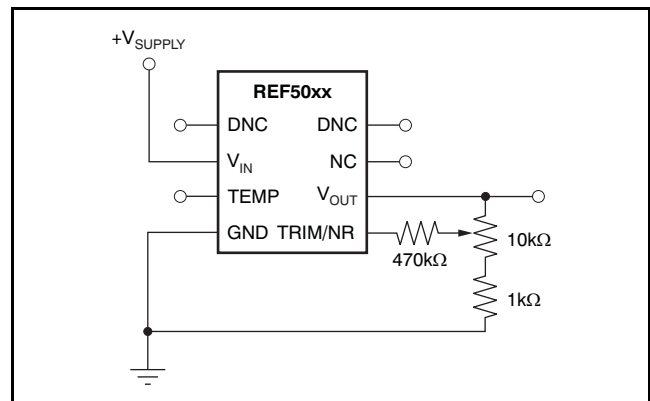 +VSUPPLY
REF50xx
DNC DNC
VIN NC
TEMP VOUT
GND TRIM/NR
10kΩ
470kΩ
1kΩ